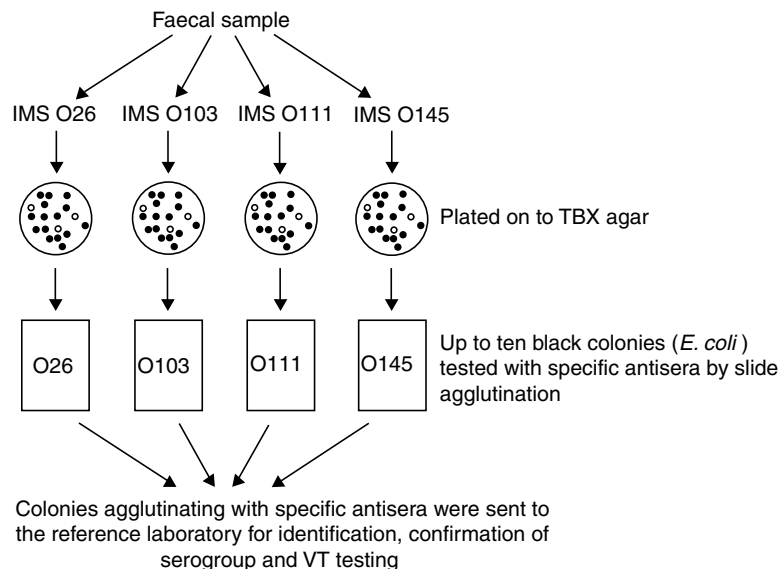 Faecal sample
IMS O26 IMS O103 IMS O111 IMS O145
Plated on to TBX agar
O26 O103 O111 O145
Up to ten black colonies (E. coli )
tested with specific antisera by slide
agglutination
Colonies agglutinating with specific antisera were sent to
the reference laboratory for identification, confirmation of
serogroup and VT testing